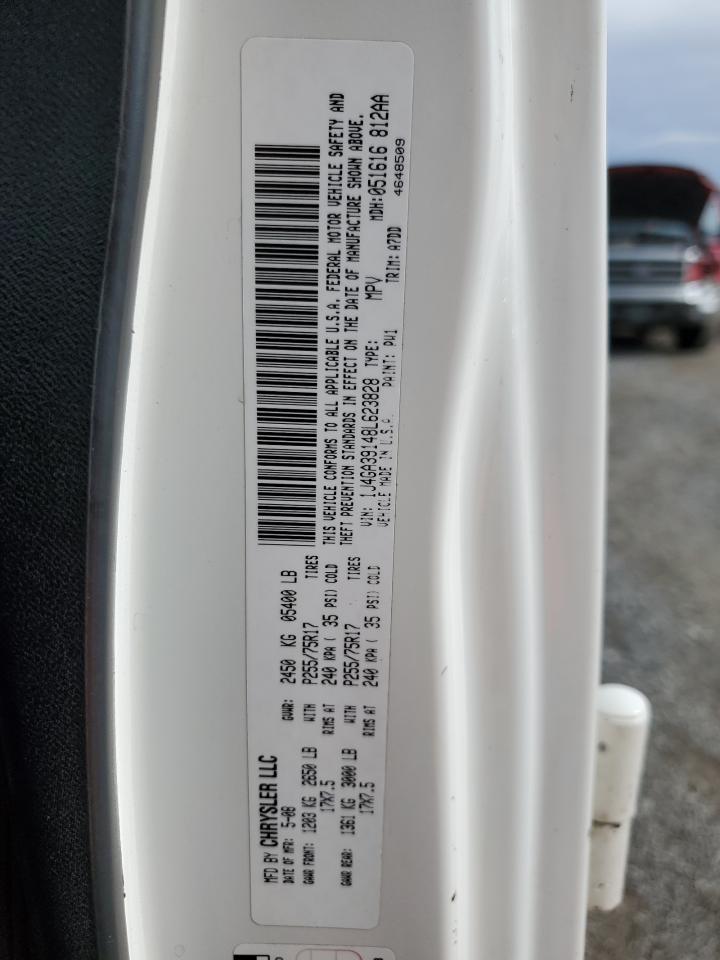 MFD BY CHRYSLER LLC
DATE OF MFR: 5-08 GVWR: 2450 KG 05400 LB
GAWR FRONT: 1203 KG 2650 LB WITH P255/75R17 TIRES
17X7.5 RIMS AT 240 KPA ( 35 PSI) COLD
GAWR REAR: 1361 KG 3000 LB WITH P255/75R17 TIRES
17X7.5 RIMS AT 240 KPA ( 35 PSI) COLD
THIS VEHICLE CONFORMS TO ALL APPLICABLE U.S.A. FEDERAL MOTOR VEHICLE SAFETY AND
THEFT PREVENTION STANDARDS IN EFFECT ON THE DATE OF MANUFACTURE SHOWN ABOVE.
VIN: 1J4GA39148L623828 TYPE: MPV MDH: 051616 812AA
VEHICLE MADE IN U.S.A. PAINT: PW1 TRIM: A7DD 4648509